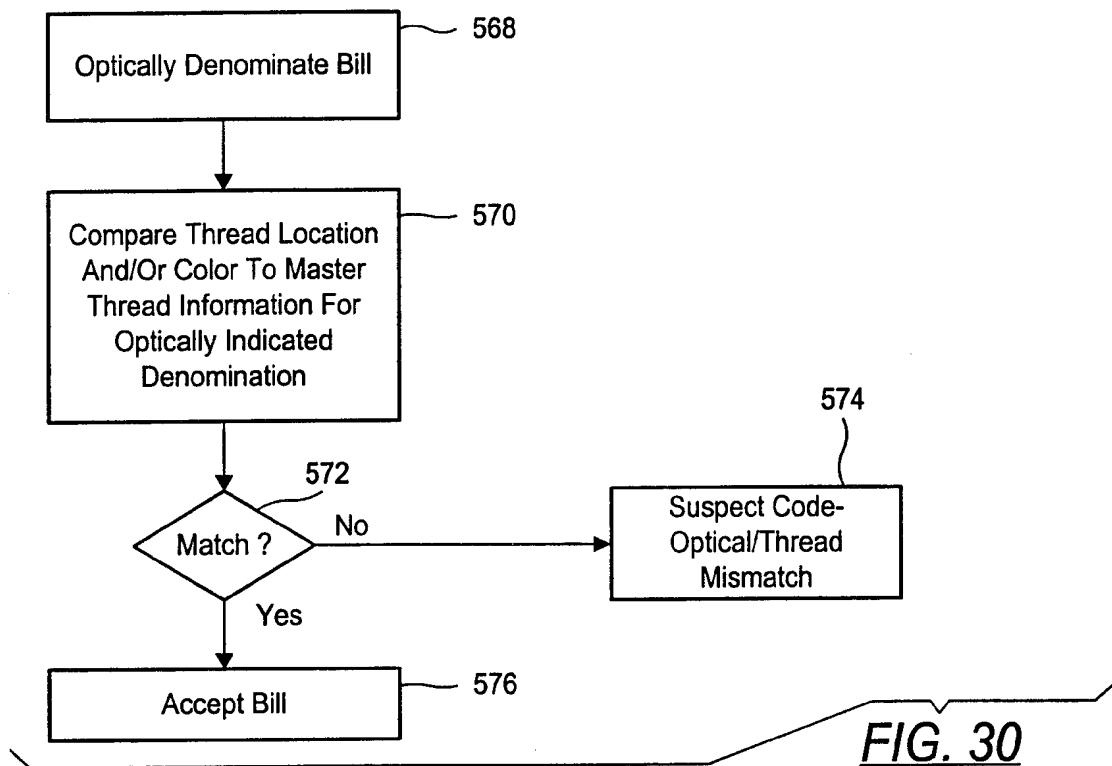 568
Optically Denominate Bill
570
Compare Thread Location
And/Or Color To Master
Thread Information For
Optically Indicated
Denomination
574
572
Match ?
No
Suspect Code-
Optical/Thread
Mismatch
Yes
576
Accept Bill
FIG. 30